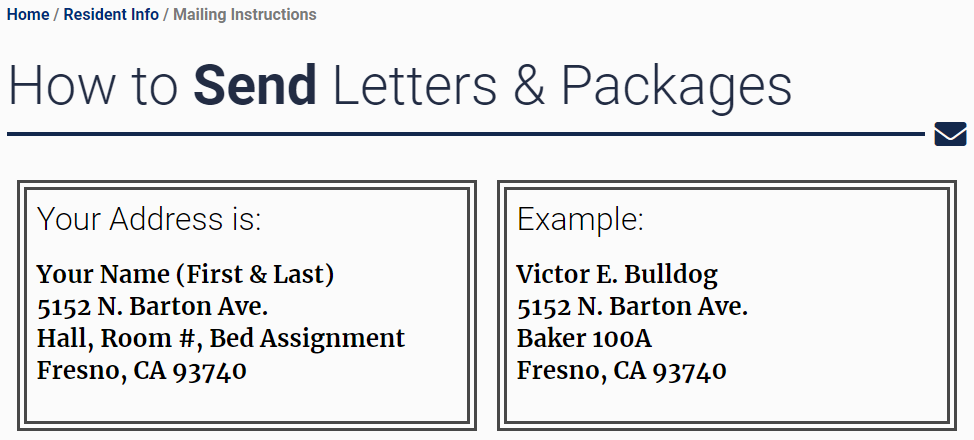 Home / Resident Info / Mailing Instructions
How to Send Letters & Packages
Your Address is:
Your Name (First & Last)
5152 N. Barton Ave.
Hall, Room #, Bed Assignment
Fresno, CA 93740
Example:
Victor E. Bulldog
5152 N. Barton Ave.
Baker 100A
Fresno, CA 93740